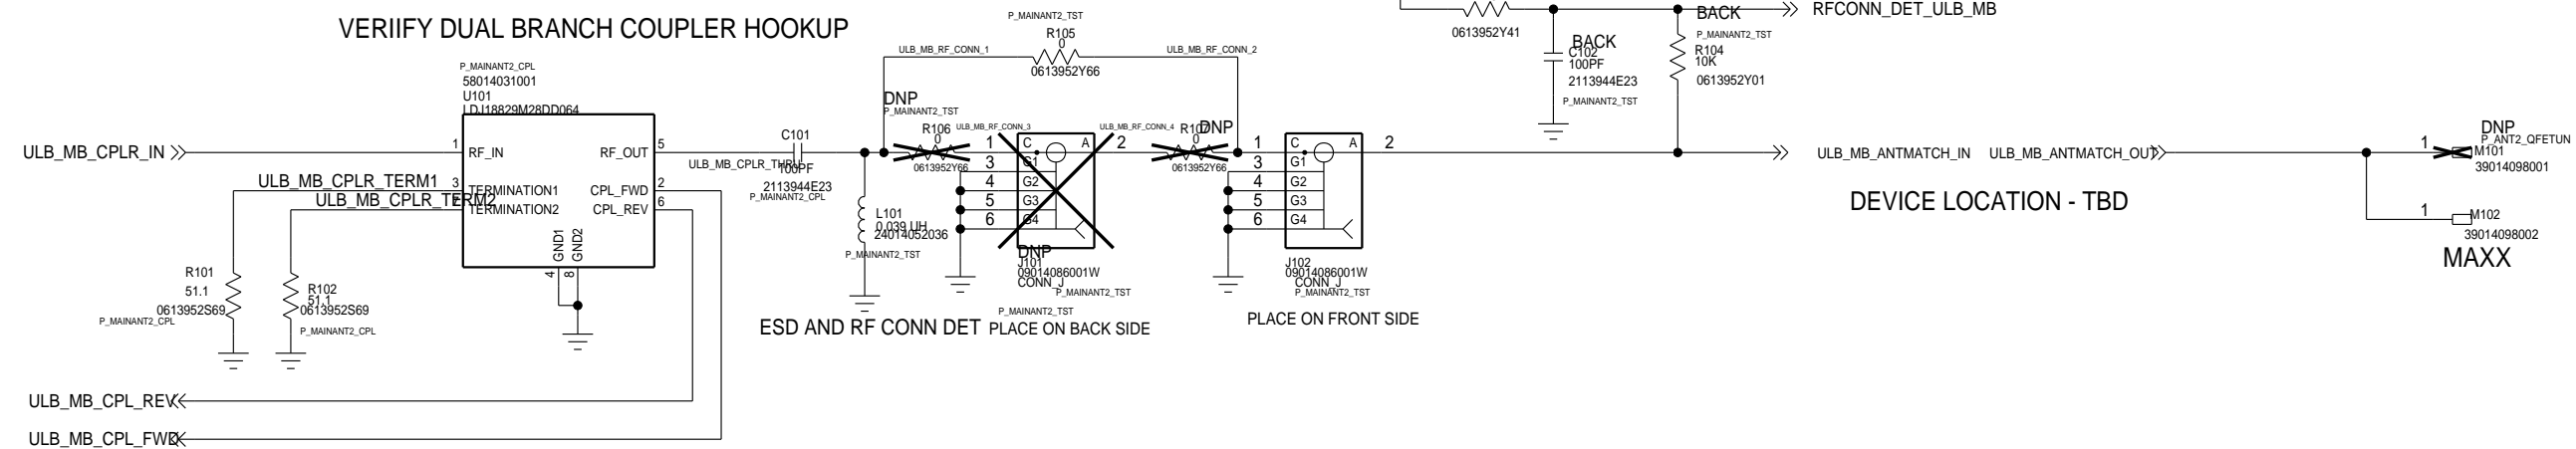 VERIIFY DUAL BRANCH COUPLER HOOKUP
P_MAINANT2_CPL
58014031001
U101
LDJ18829M28DD064
ULB_MB_CPLR_IN
1
RF_IN
RF_OUT
5
ULB_MB_CPLR_TERM1
3
TERMINATION1
CPL_FWD
2
ULB_MB_CPLR_TERM2
TERMINATION2
CPL_REV
6
GND1
GND2
4
8
R101
51.1
0613952S69
P_MAINANT2_CPL
R102
51.1
0613952S69
P_MAINANT2_CPL
ULB_MB_CPL_REV
ULB_MB_CPL_FWD
ULB_MB_CPLR_THRU
C101
100PF
2113944E23
P_MAINANT2_CPL
L101
0.039 UH
24014052036
P_MAINANT2_TST
ESD AND RF CONN DET
P_MAINANT2_TST
R105
0
0613952Y66
ULB_MB_RF_CONN_1
ULB_MB_RF_CONN_2
DNP
P_MAINANT2_TST
R106
0
0613952Y66
ULB_MB_RF_CONN_3
1
C
A
2
3
G1
4
G2
5
G3
6
G4
DNP
J101
09014086001W
CONN_J
P_MAINANT2_TST
P_MAINANT2_TST
PLACE ON BACK SIDE
ULB_MB_RF_CONN_4
R107
DNP
0
0613952Y66
1
C
A
2
3
G1
4
G2
5
G3
6
G4
J102
09014086001W
CONN_J
P_MAINANT2_TST
PLACE ON FRONT SIDE
0613952Y41
RFCONN_DET_ULB_MB
BACK
C102
100PF
2113944E23
P_MAINANT2_TST
BACK
P_MAINANT2_TST
R104
10K
0613952Y01
ULB_MB_ANTMATCH_IN
ULB_MB_ANTMATCH_OUT
DEVICE LOCATION - TBD
DNP
P_ANT2_QFETUN
1
M101
39014098001
1
M102
39014098002
MAXX